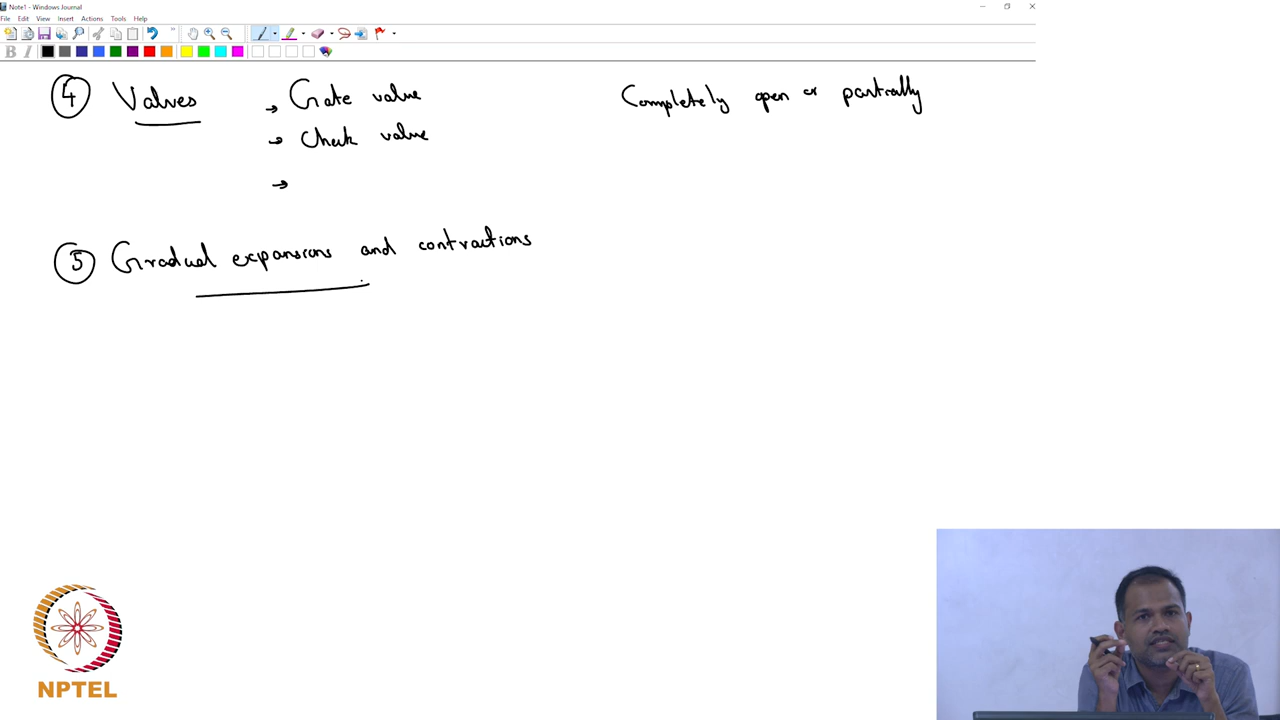 Note1 - Windows Journal
File Edit View Insert Actions Tools Help
B I
4 Valves → Gate valve Completely open or partially
→ Check valve
→
5 Gradual expansions and contractions
NPTEL